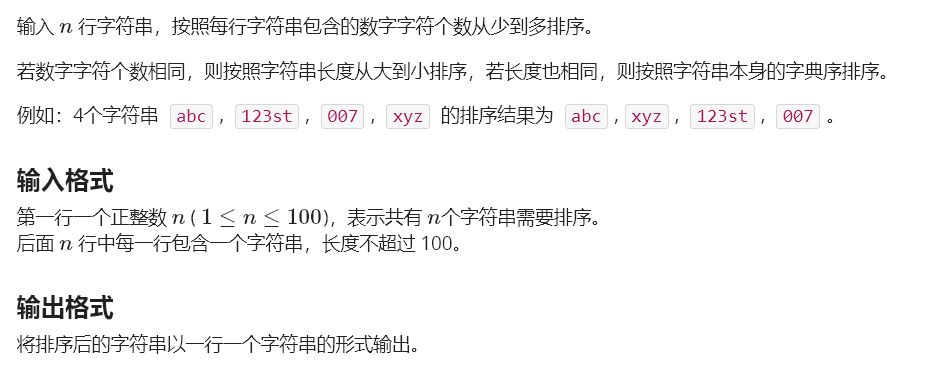 输入 n 行字符串，按照每行字符串包含的数字字符个数从少到多排序。
若数字字符个数相同，则按照字符串长度从大到小排序，若长度也相同，则按照字符串本身的字典序排序。
例如：4个字符串 abc , 123st , 007 , xyz 的排序结果为 abc , xyz , 123st , 007 。
输入格式
第一行一个正整数 n ( 1 ≤ n ≤ 100)，表示共有 n个字符串需要排序。
后面 n 行中每一行包含一个字符串，长度不超过 100。
输出格式
将排序后的字符串以一行一个字符串的形式输出。